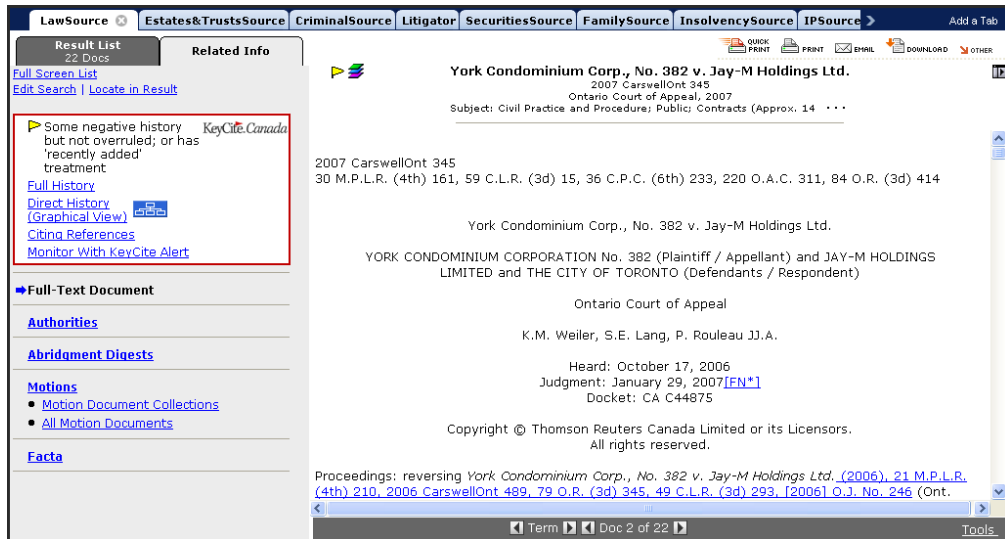 LawSource Estates&TrustsSource CriminalSource Litigator SecuritiesSource FamilySource InsolvencySource IPSource Add a Tab
Result List
22 Docs
Related Info
QUICK PRINT PRINT EMAIL DOWNLOAD OTHER
Full Screen List
Edit Search | Locate in Result
Some negative history
but not overruled; or has
'recently added'
treatment
KeyCite.Canada
Full History
Direct History
(Graphical View)
Citing References
Monitor With KeyCite Alert
Full-Text Document
Authorities
Abridgment Digests
Motions
• Motion Document Collections
• All Motion Documents
Facta
York Condominium Corp., No. 382 v. Jay-M Holdings Ltd.
2007 CarswellOnt 345
Ontario Court of Appeal, 2007
Subject: Civil Practice and Procedure; Public; Contracts (Approx. 14 ···
2007 CarswellOnt 345
30 M.P.L.R. (4th) 161, 59 C.L.R. (3d) 15, 36 C.P.C. (6th) 233, 220 O.A.C. 311, 84 O.R. (3d) 414
York Condominium Corp., No. 382 v. Jay-M Holdings Ltd.
YORK CONDOMINIUM CORPORATION No. 382 (Plaintiff / Appellant) and JAY-M HOLDINGS
LIMITED and THE CITY OF TORONTO (Defendants / Respondent)
Ontario Court of Appeal
K.M. Weiler, S.E. Lang, P. Rouleau JJ.A.
Heard: October 17, 2006
Judgment: January 29, 2007[FN*]
Docket: CA C44875
Copyright © Thomson Reuters Canada Limited or its Licensors.
All rights reserved.
Proceedings: reversing York Condominium Corp., No. 382 v. Jay-M Holdings Ltd. (2006), 21 M.P.L.R.
(4th) 210, 2006 CarswellOnt 489, 79 O.R. (3d) 345, 49 C.L.R. (3d) 293, [2006] O.J. No. 246 (Ont.
Term Doc 2 of 22
Tools